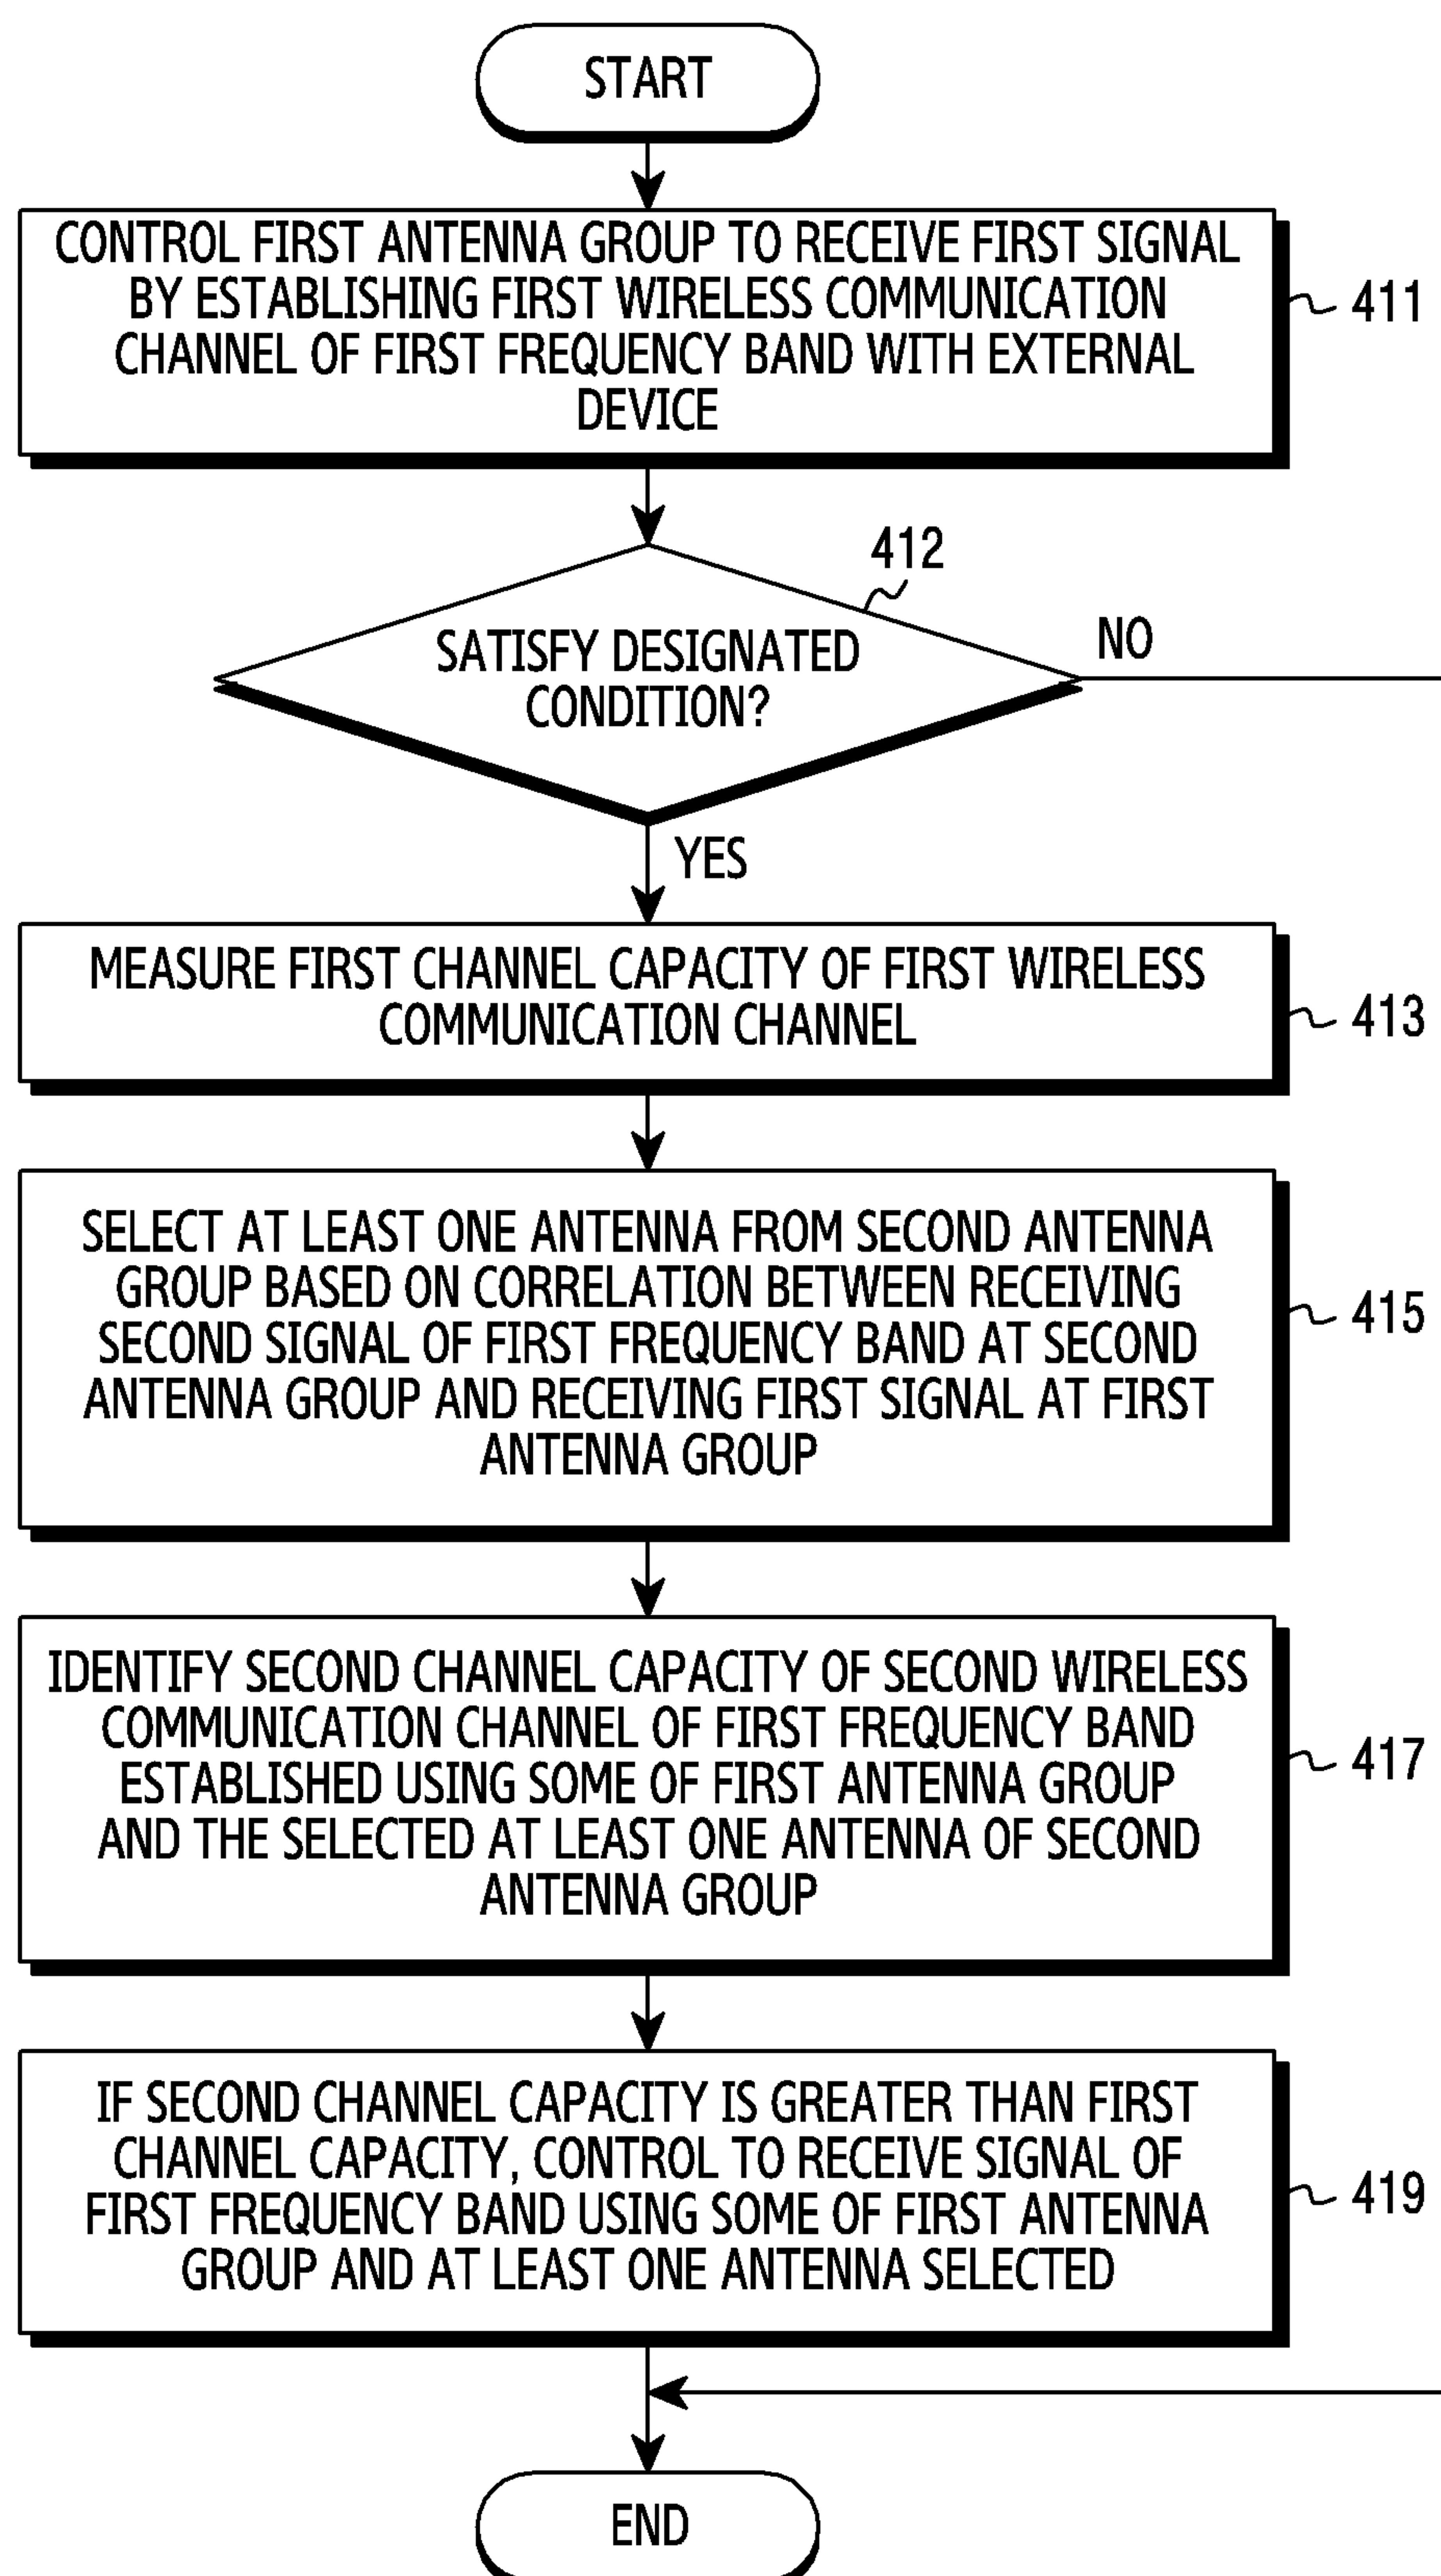 START
CONTROL FIRST ANTENNA GROUP TO RECEIVE FIRST SIGNAL
BY ESTABLISHING FIRST WIRELESS COMMUNICATION
CHANNEL OF FIRST FREQUENCY BAND WITH EXTERNAL
DEVICE
411
412
SATISFY DESIGNATED
CONDITION?
NO
YES
MEASURE FIRST CHANNEL CAPACITY OF FIRST WIRELESS
COMMUNICATION CHANNEL
413
SELECT AT LEAST ONE ANTENNA FROM SECOND ANTENNA
GROUP BASED ON CORRELATION BETWEEN RECEIVING
SECOND SIGNAL OF FIRST FREQUENCY BAND AT SECOND
ANTENNA GROUP AND RECEIVING FIRST SIGNAL AT FIRST
ANTENNA GROUP
415
IDENTIFY SECOND CHANNEL CAPACITY OF SECOND WIRELESS
COMMUNICATION CHANNEL OF FIRST FREQUENCY BAND
ESTABLISHED USING SOME OF FIRST ANTENNA GROUP
AND THE SELECTED AT LEAST ONE ANTENNA OF SECOND
ANTENNA GROUP
417
IF SECOND CHANNEL CAPACITY IS GREATER THAN FIRST
CHANNEL CAPACITY, CONTROL TO RECEIVE SIGNAL OF
FIRST FREQUENCY BAND USING SOME OF FIRST ANTENNA
GROUP AND AT LEAST ONE ANTENNA SELECTED
419
END